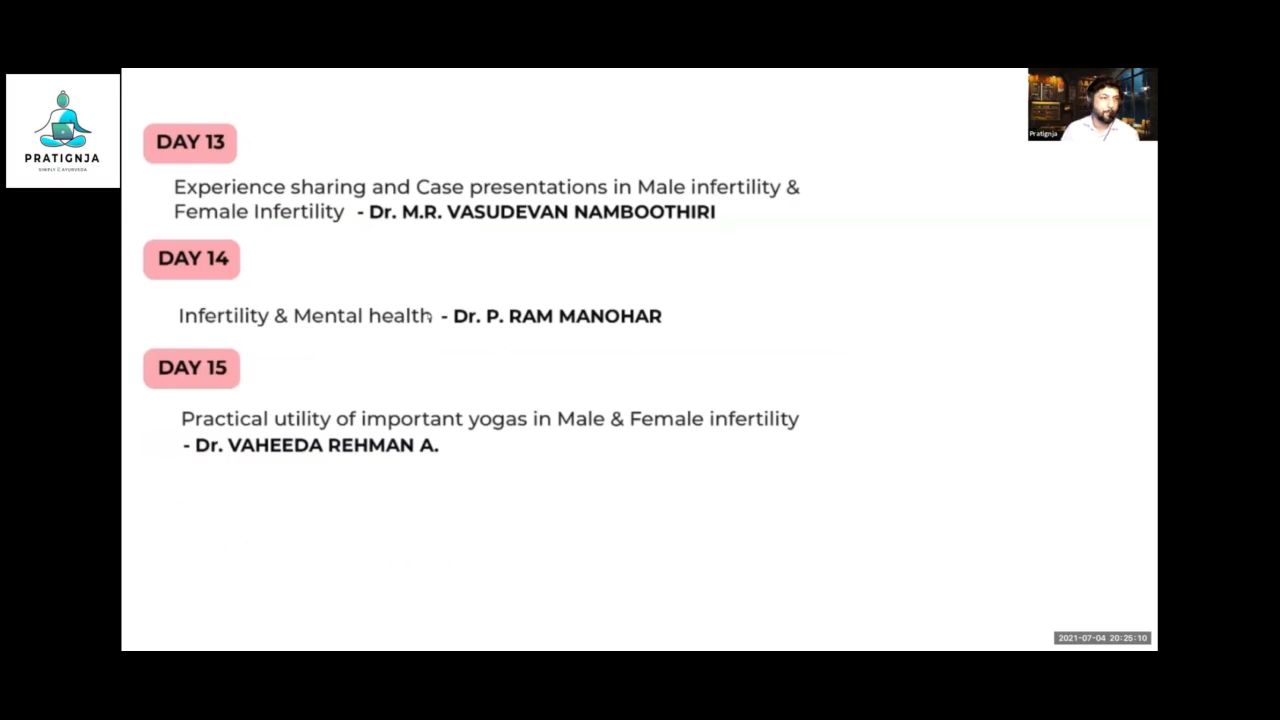 PRATIGNJA
Pratignja
DAY 13
Experience sharing and Case presentations in Male infertility &
Female Infertility - Dr. M.R. VASUDEVAN NAMBOOTHIRI
DAY 14
Infertility & Mental health - Dr. P. RAM MANOHAR
DAY 15
Practical utility of important yogas in Male & Female infertility
- Dr. VAHEEDA REHMAN A.
2021-07-04 20:25:10